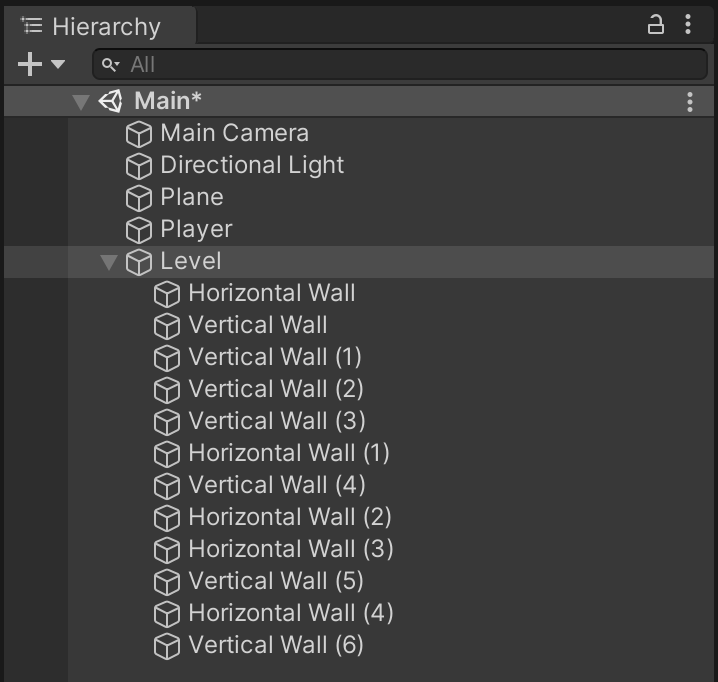 Hierarchy
All
Main*
Main Camera
Directional Light
Plane
Player
Level
Horizontal Wall
Vertical Wall
Vertical Wall (1)
Vertical Wall (2)
Vertical Wall (3)
Horizontal Wall (1)
Vertical Wall (4)
Horizontal Wall (2)
Horizontal Wall (3)
Vertical Wall (5)
Horizontal Wall (4)
Vertical Wall (6)